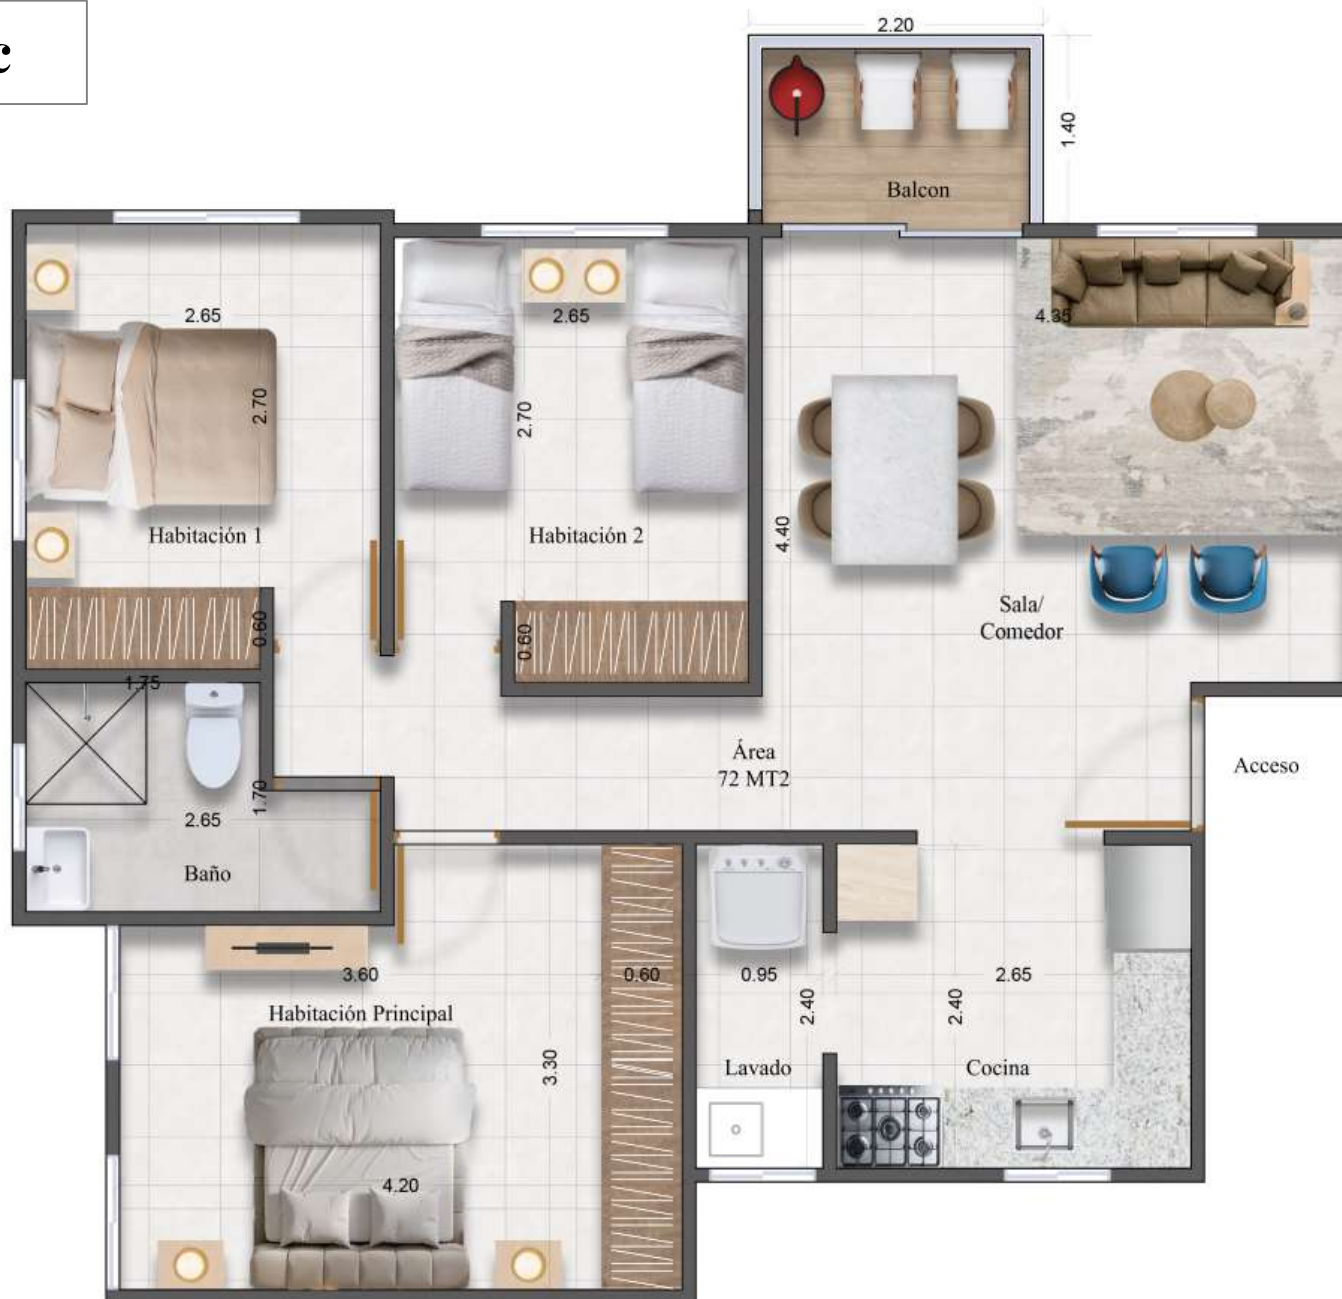 c
2.20
1.40
Balcon
2.65
2.65
4.35
2.70
2.70
Habitación 1
Habitación 2
4.40
Sala/
Comedor
0.60
0.60
1.75
Área
72 MT2
Acceso
1.70
2.65
Baño
3.60
0.60
0.95
2.65
2.40
2.40
Habitación Principal
3.30
Lavado
Cocina
4.20